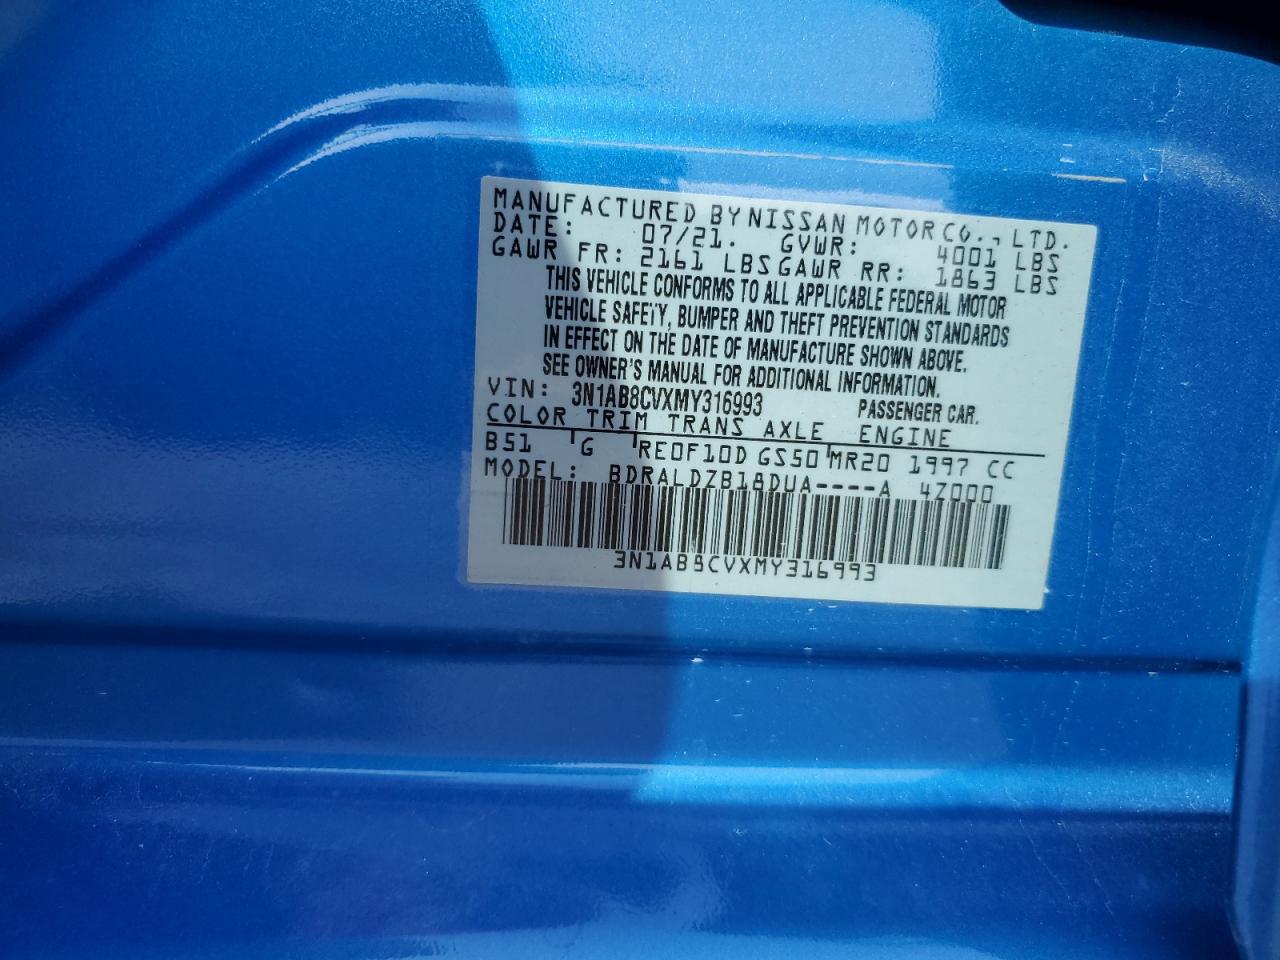 MANUFACTURED BY NISSAN MOTOR CO., LTD.
DATE: 07/21. GVWR: 4001 LBS
GAWR FR: 2161 LBS GAWR RR: 1863 LBS
THIS VEHICLE CONFORMS TO ALL APPLICABLE FEDERAL MOTOR
VEHICLE SAFETY, BUMPER AND THEFT PREVENTION STANDARDS
IN EFFECT ON THE DATE OF MANUFACTURE SHOWN ABOVE.
SEE OWNER'S MANUAL FOR ADDITIONAL INFORMATION.
VIN: 3N1AB8CVXMY316993 PASSENGER CAR.
COLOR TRIM TRANS AXLE ENGINE
B51 G RE0F10D GS50 MR20 1997 CC
MODEL: BDRALDZB18DUA----A 4Z000
3N1AB8CVXMY316993